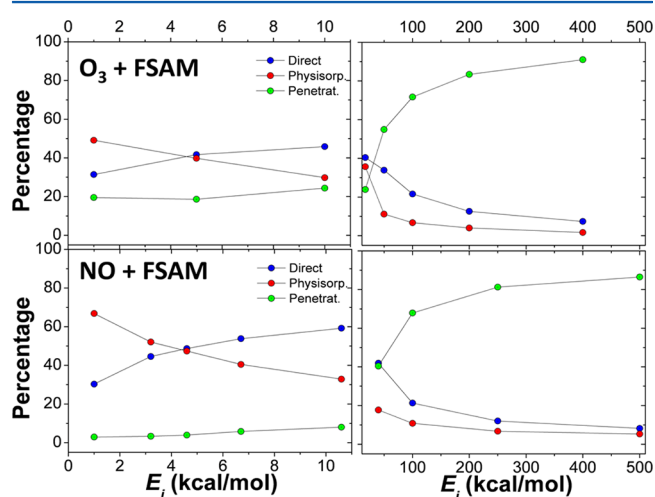 0 2 4 6 8 10
100 200 300 400 500
100
80
60
40
20
0
Percentage
O3 + FSAM
Direct
Physisorp.
Penetrat.
100
80
60
40
20
0
Percentage
NO + FSAM
Direct
Physisorp.
Penetrat.
0 2 4 6 8 10
Ei (kcal/mol)
100 200 300 400 500
Ei (kcal/mol)